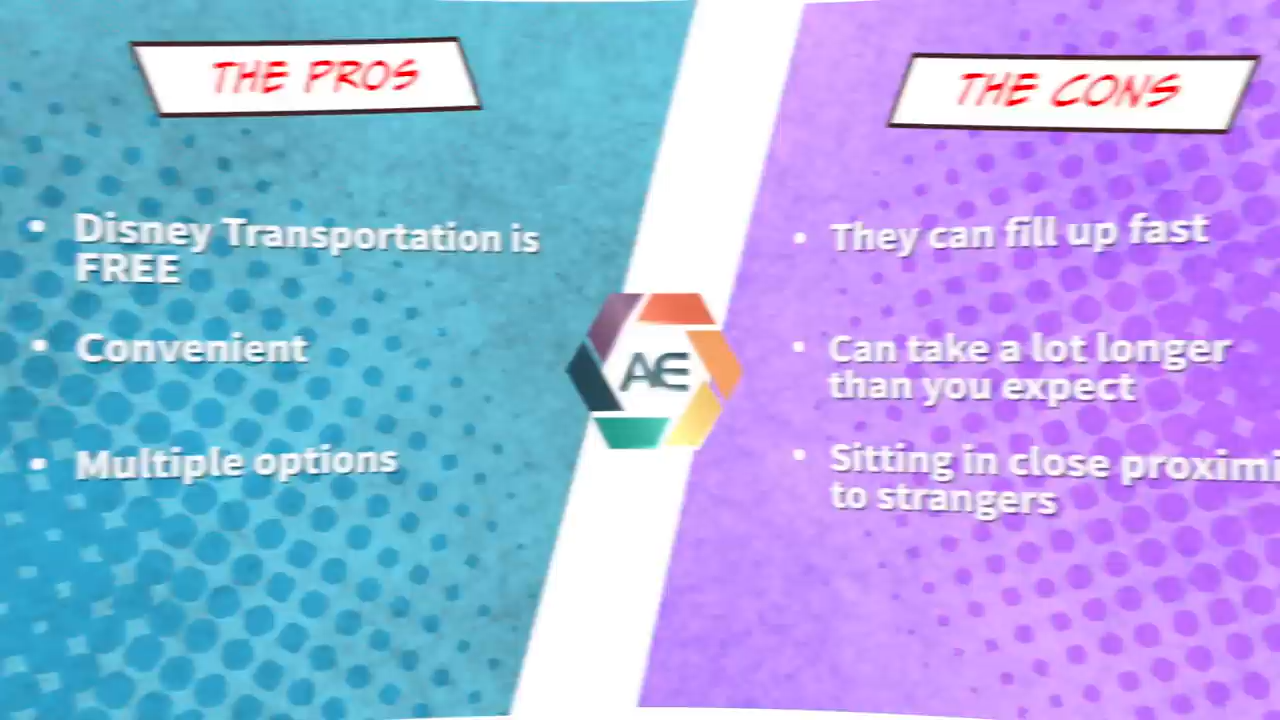 THE PROS
• Disney Transportation is
FREE
• Convenient
• Multiple options
AE
THE CONS
• They can fill up fast
• Can take a lot longer
than you expect
• Sitting in close proximi
to strangers